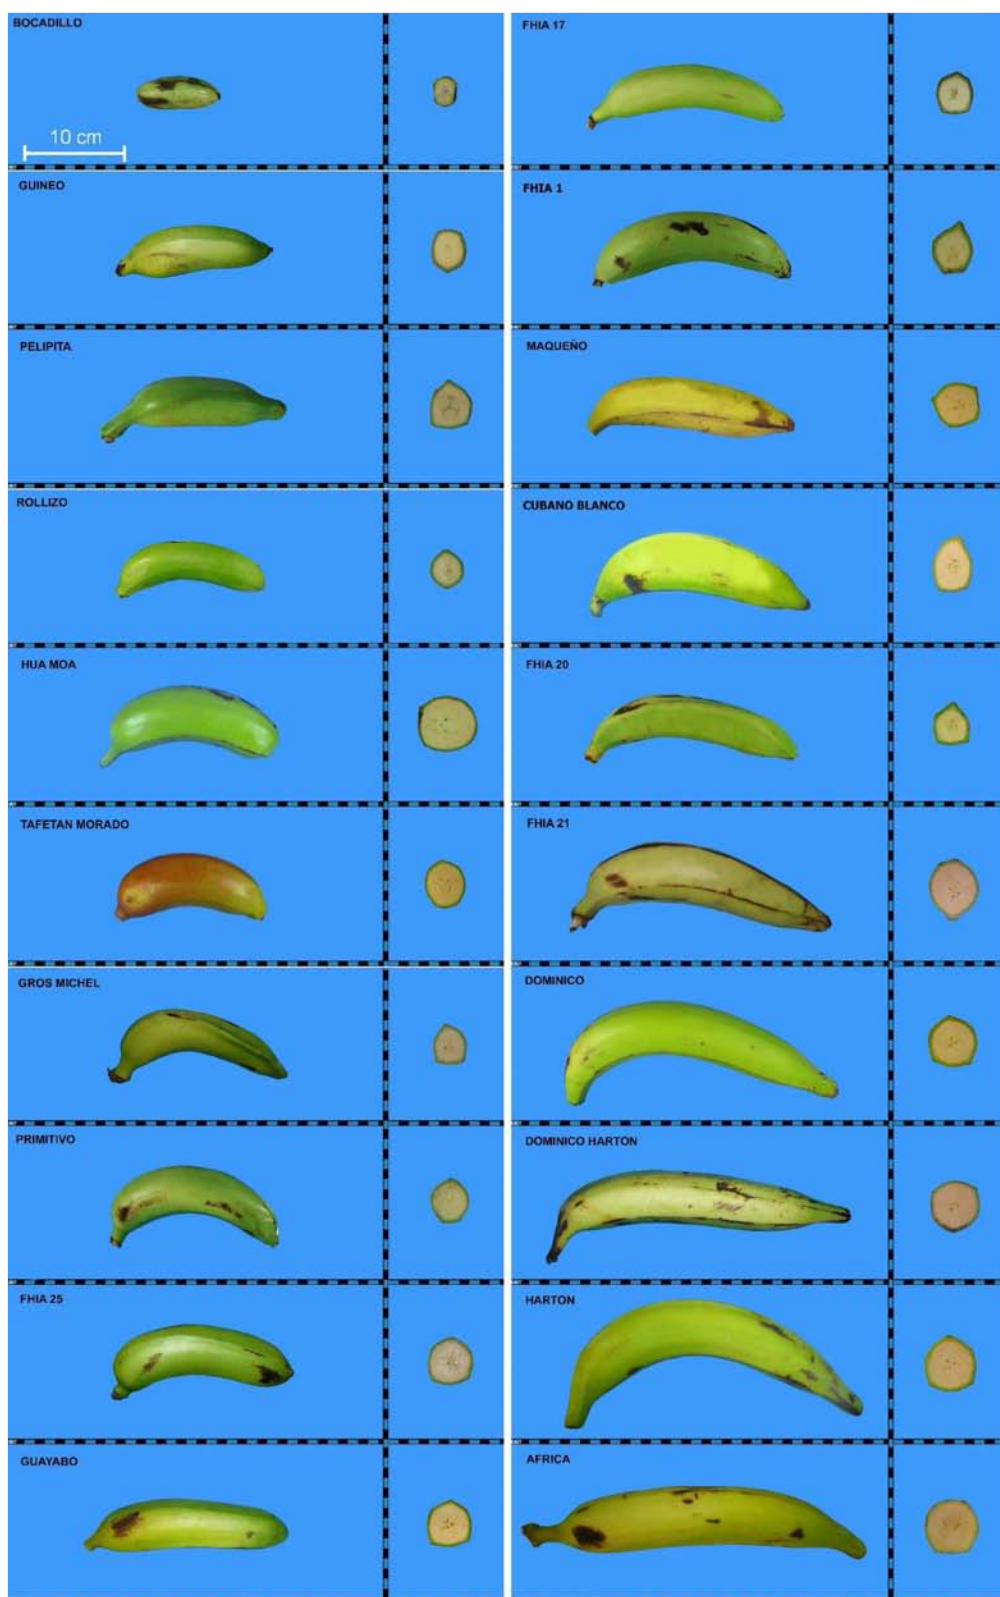 BOCADILLO
10 cm
GUINEO
PELIPITA
ROLLIZO
HUA MOA
TAFETAN MORADO
GROS MICHEL
PRIMITIVO
FHIA 25
GUAYABO
FHIA 17
FHIA 1
MAQUEÑO
CUBANO BLANCO
FHIA 20
FHIA 21
DOMINICO
DOMINICO HARTON
HARTON
AFRICA